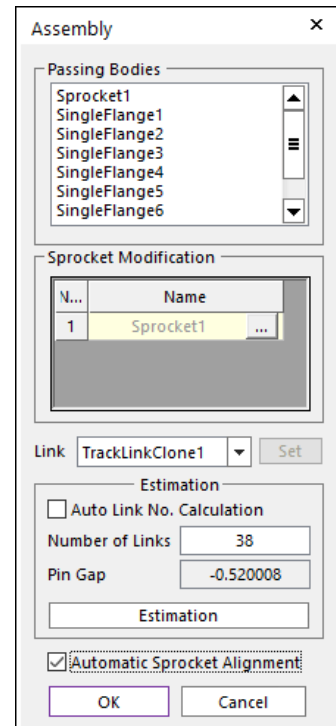 Assembly
Passing Bodies
Sprocket1
SingleFlange1
SingleFlange2
SingleFlange3
SingleFlange4
SingleFlange5
SingleFlange6
Sprocket Modification
N... Name
1 Sprocket1 ...
Link TrackLinkClone1 Set
Estimation
Auto Link No. Calculation
Number of Links 38
Pin Gap -0.520008
Estimation
Automatic Sprocket Alignment
OK Cancel